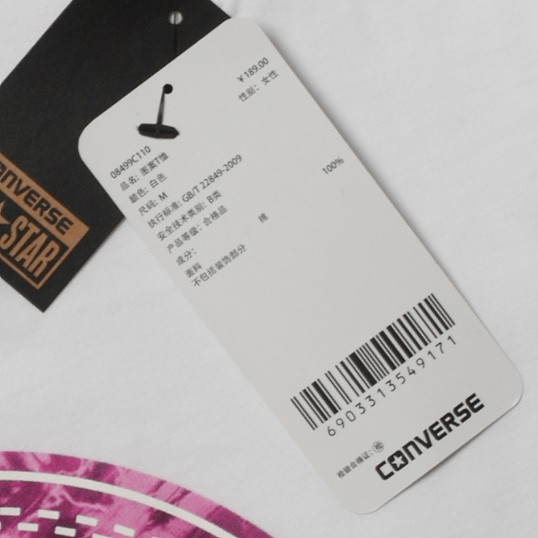 CONVERSE
STAR
¥189.00
性别: 女性
08499C110
品名: 图案T恤
颜色: 白色
尺码: M
执行标准: GB/T 22849-2009
安全技术类别: B类
产品等级: 合格品
成分:
面料 棉 100%
不包括装饰部分
6903313549171
检验合格证:
CONVERSE